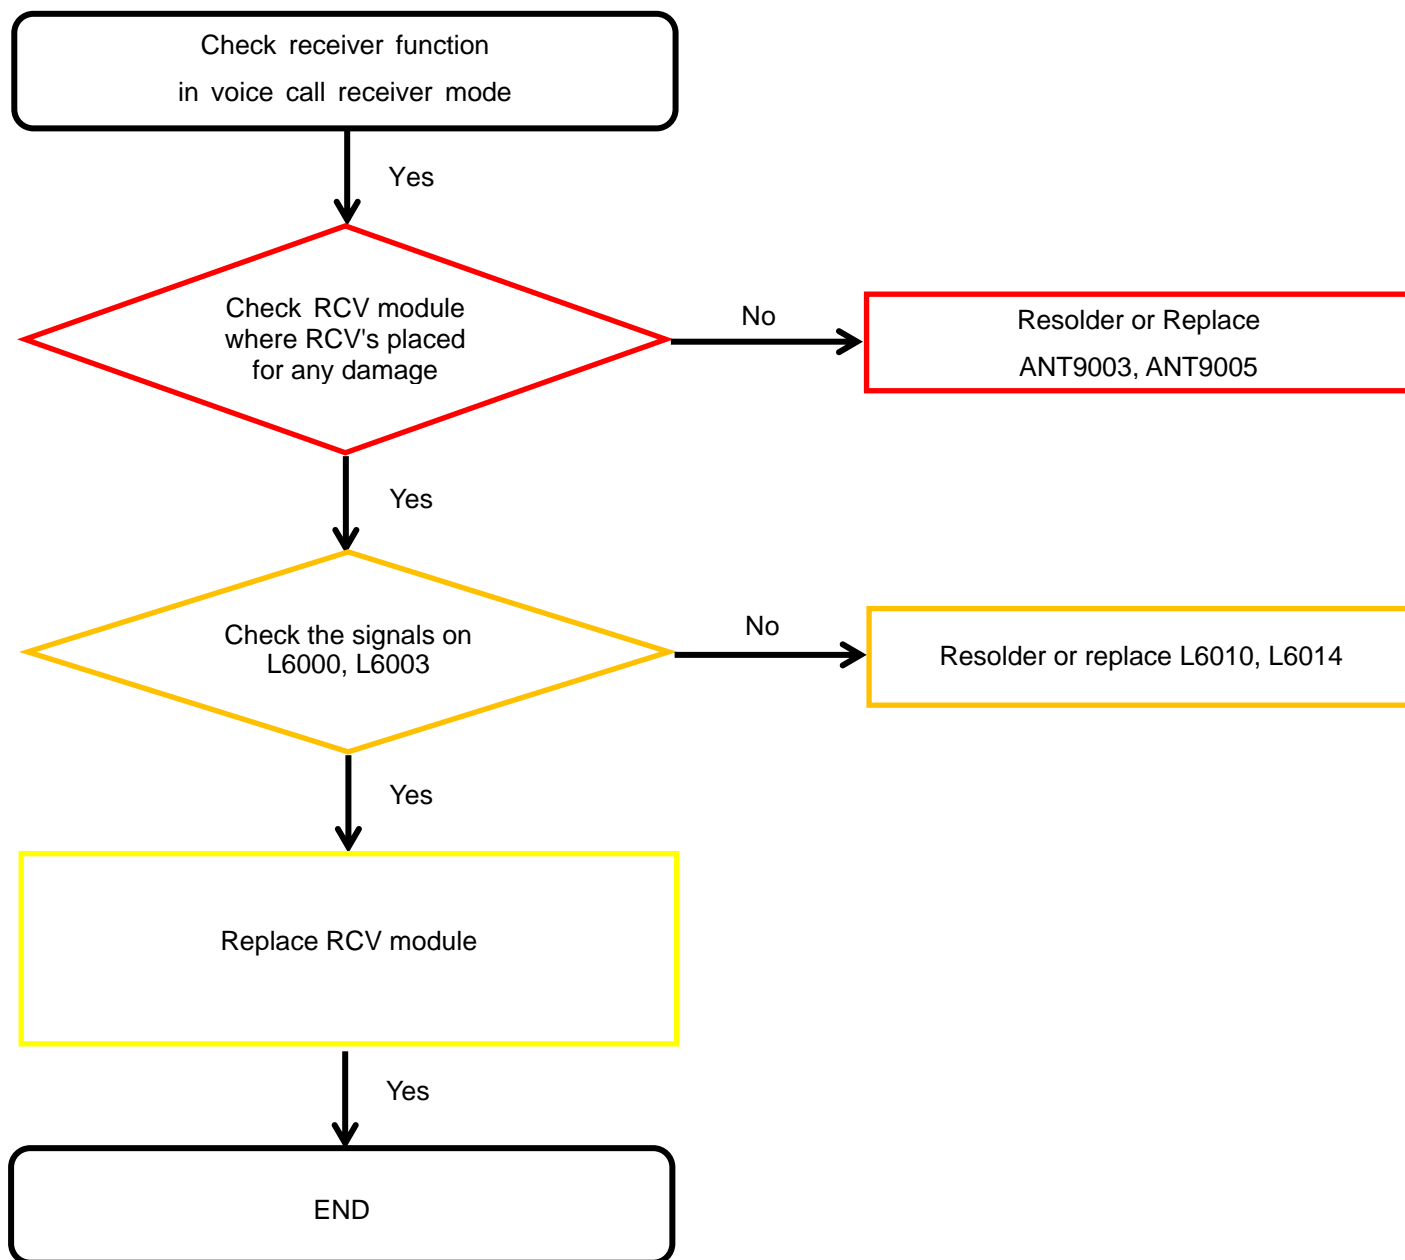 Check receiver function
in voice call receiver mode
Yes
Check RCV module
where RCV's placed
for any damage
No
Resolder or Replace
ANT9003, ANT9005
Yes
Check the signals on
L6000, L6003
No
Resolder or replace L6010, L6014
Yes
Replace RCV module
Yes
END